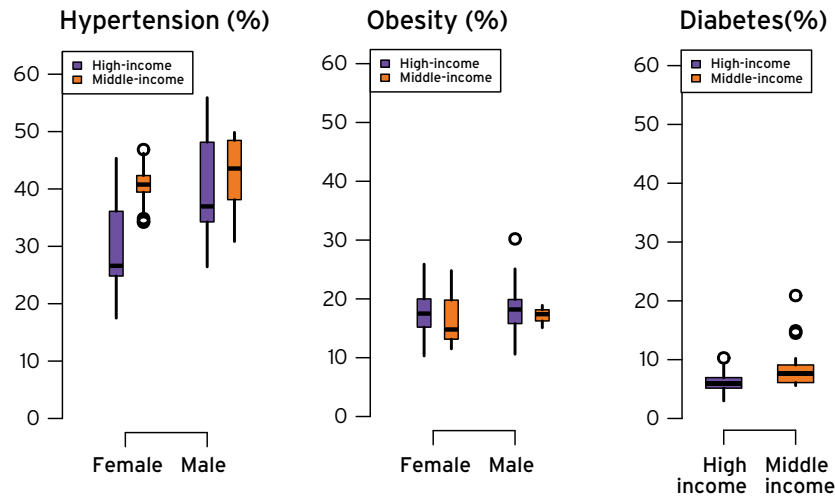 Hypertension (%)
High-income
Middle-income
60
50
40
30
20
10
0
Female Male
Obesity (%)
High-income
Middle-income
60
50
40
30
20
10
0
Female Male
Diabetes(%)
High-income
Middle-income
60
50
40
30
20
10
0
High Middle
income income